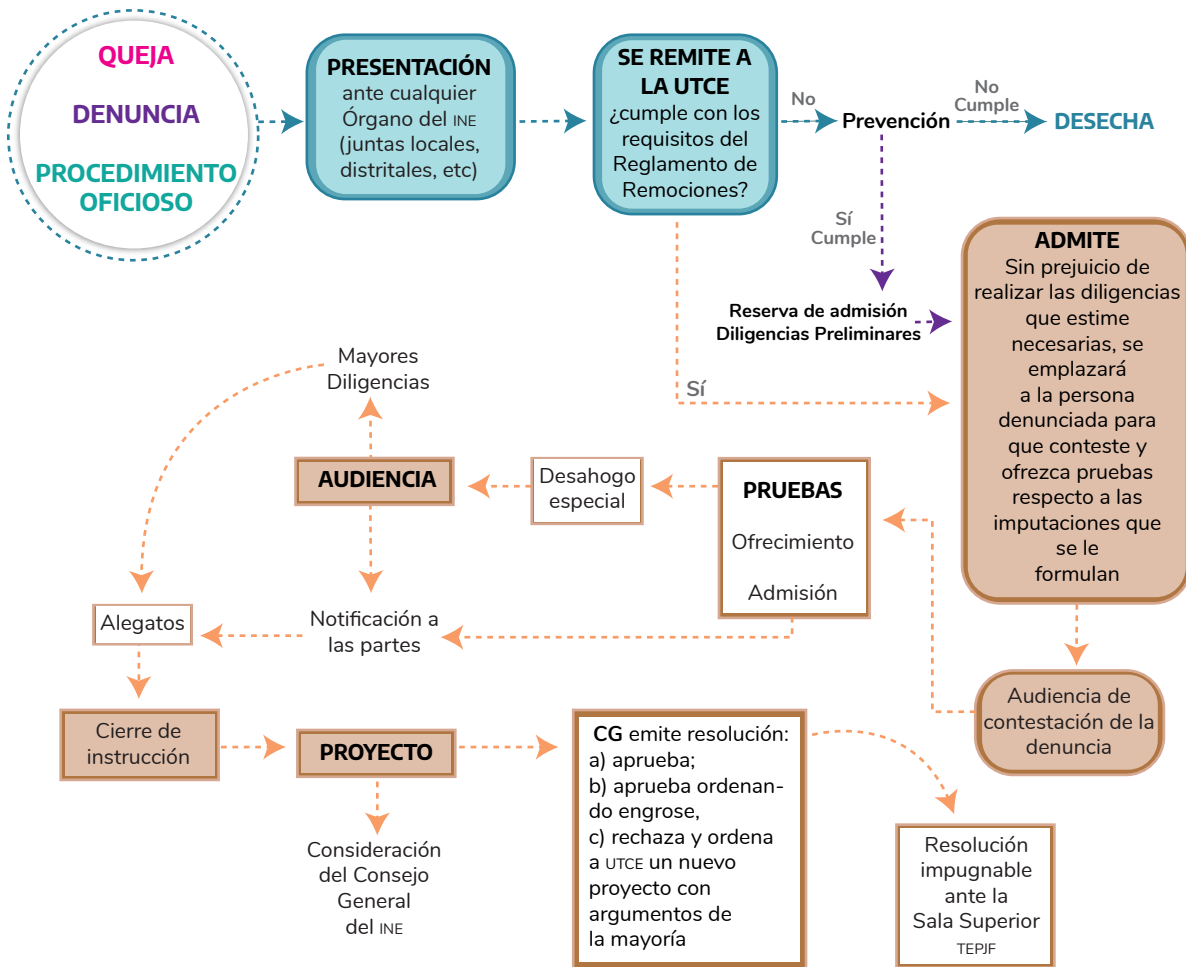 QUEJA
DENUNCIA
PROCEDIMIENTO
OFICIOSO
PRESENTACIÓN
ante cualquier
Órgano del INE
(juntas locales,
distritales, etc)
SE REMITE A
LA UTCE
¿cumple con los
requisitos del
Reglamento de
Remociones?
No
Prevención
No
Cumple
DESECHA
Sí
Cumple
Reserva de admisión
Diligencias Preliminares
Sí
ADMITE
Sin prejuicio de
realizar las diligencias
que estime
necesarias, se
emplazará
a la persona
denunciada para
que conteste y
ofrezca pruebas
respecto a las
imputaciones que
se le
formulan
Audiencia de
contestación de la
denuncia
PRUEBAS
Ofrecimiento
Admisión
Desahogo
especial
AUDIENCIA
Mayores
Diligencias
Notificación a
las partes
Alegatos
Cierre de
instrucción
PROYECTO
Consideración
del Consejo
General
del INE
CG emite resolución:
a) aprueba;
b) aprueba ordenan-
do engrose,
c) rechaza y ordena
a UTCE un nuevo
proyecto con
argumentos de
la mayoría
Resolución
impugnable
ante la
Sala Superior
TEPJF